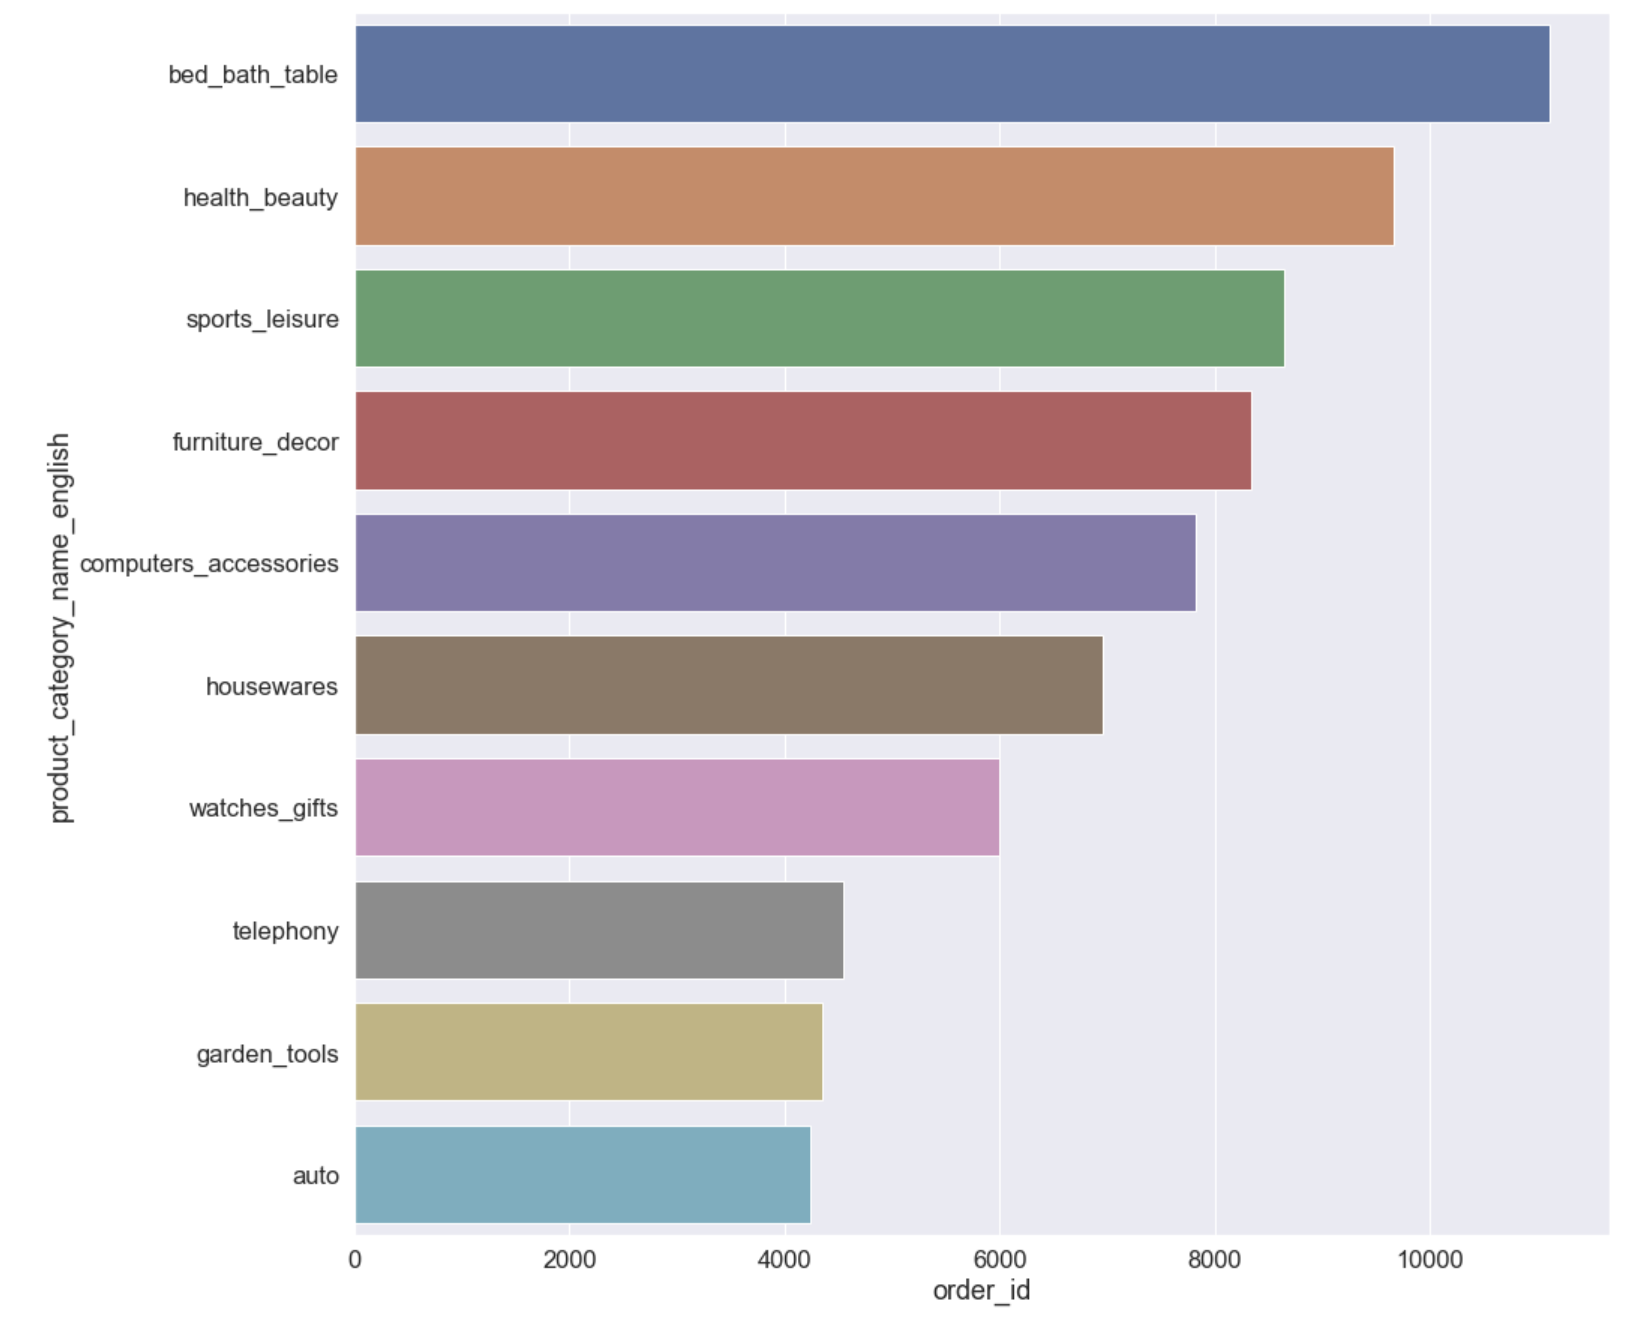 bed_bath_table
health_beauty
sports_leisure
furniture_decor
computers_accessories
housewares
watches_gifts
telephony
garden_tools
auto
product_category_name_english
0 2000 4000 6000 8000 10000
order_id